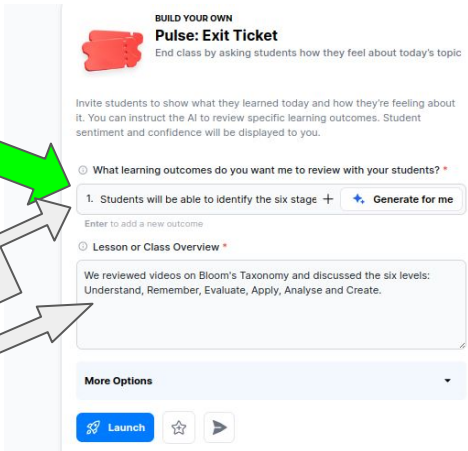 BUILD YOUR OWN
Pulse: Exit Ticket
End class by asking students how they feel about today's topic
Invite students to show what they learned today and how they're feeling about
it. You can instruct the AI to review specific learning outcomes. Student
sentiment and confidence will be displayed to you.
What learning outcomes do you want me to review with your students? *
1. Students will be able to identify the six stage + Generate for me
Enter to add a new outcome
Lesson or Class Overview *
We reviewed videos on Bloom's Taxonomy and discussed the six levels:
Understand, Remember, Evaluate, Apply, Analyse and Create.
More Options
Launch